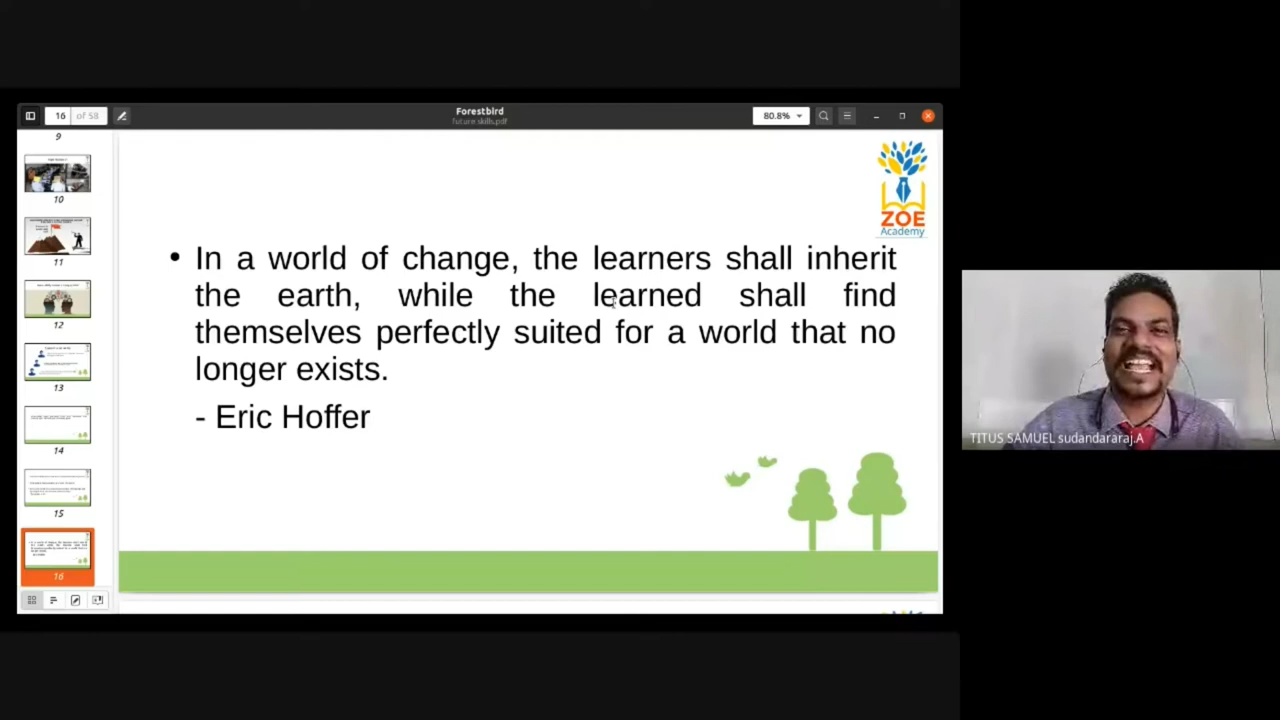 Forestbird
future skills.pdf
16 of 58
80.8%
9
10
11
12
13
14
15
16
ZOE
Academy
• In a world of change, the learners shall inherit
the earth, while the learned shall find
themselves perfectly suited for a world that no
longer exists.
- Eric Hoffer
TITUS SAMUEL sudandararaj.A